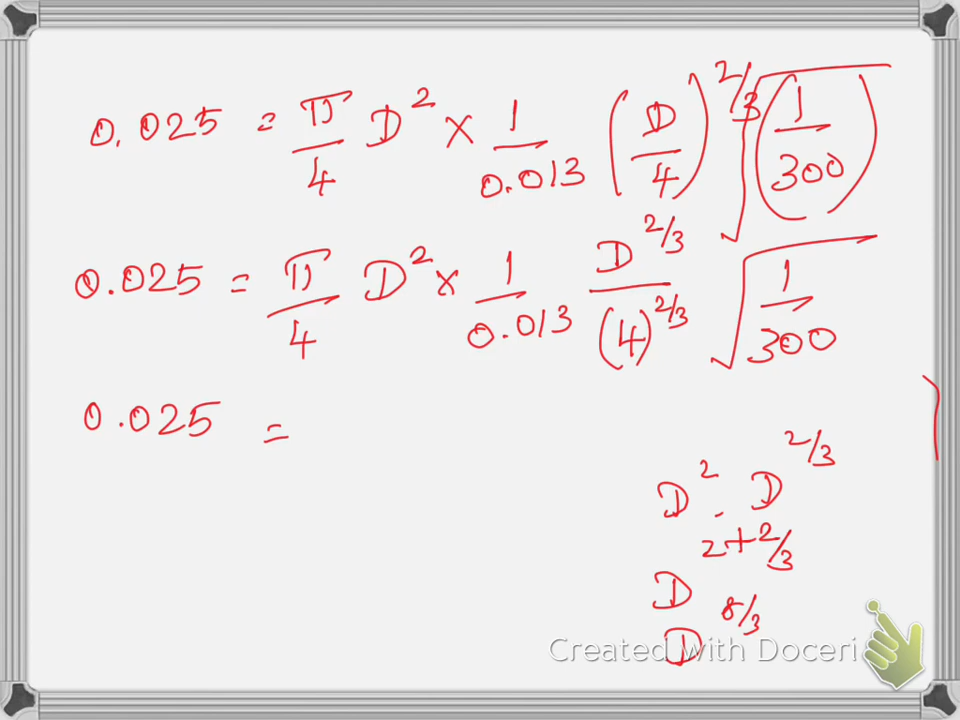 0.025 = π/4 D² × 1/0.013 (D/4)^2/3 √(1/300)
0.025 = π/4 D² × 1/0.013 D^2/3/(4)^2/3 √1/300
0.025 =
D² . D^2/3
D^2+2/3
D^8/3
Created with Doceri